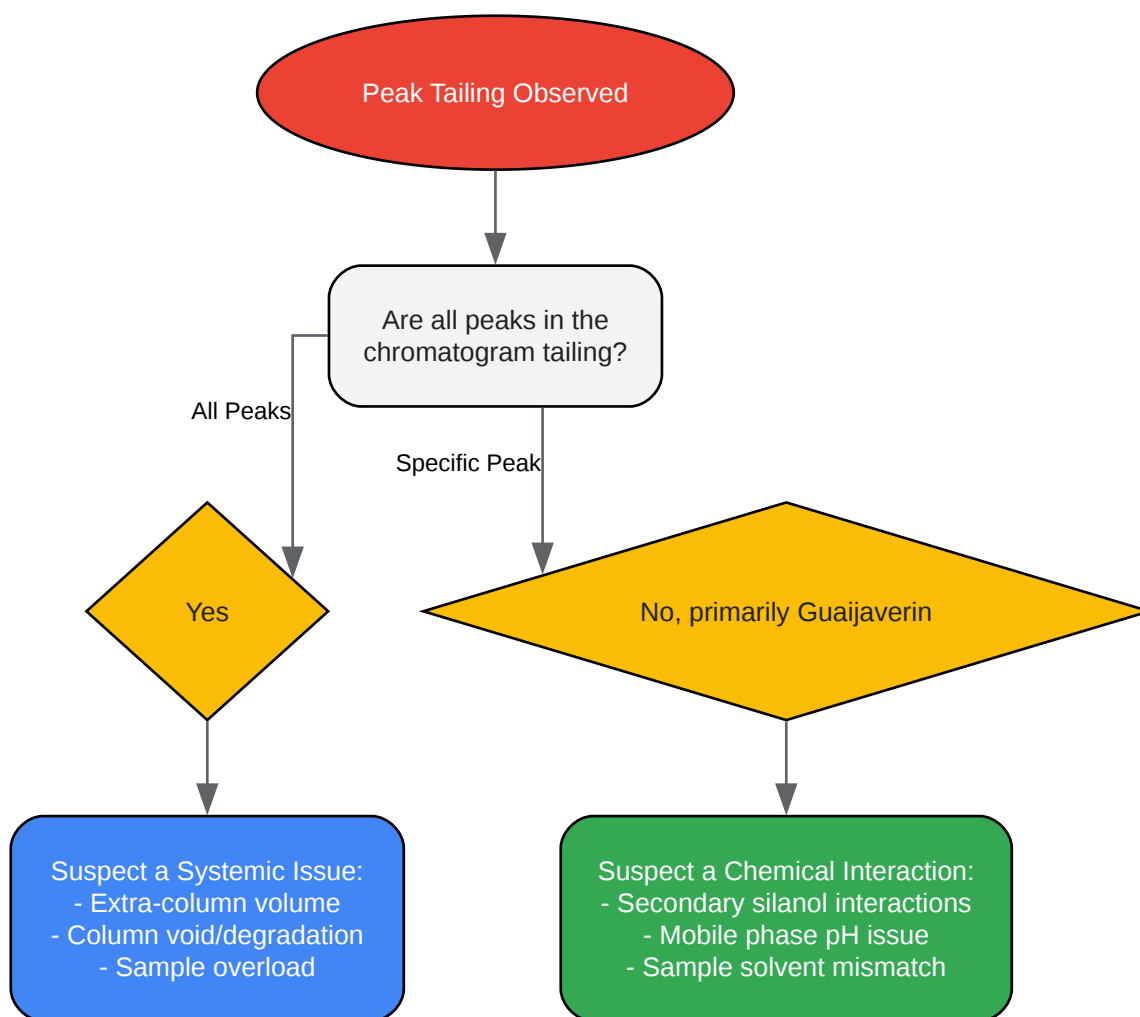 Peak Tailing Observed
Are all peaks in the
chromatogram tailing?
All Peaks
Specific Peak
Yes
No, primarily Guaijaverin
Suspect a Systemic Issue:
- Extra-column volume
- Column void/degradation
- Sample overload
Suspect a Chemical Interaction:
- Secondary silanol interactions
- Mobile phase pH issue
- Sample solvent mismatch